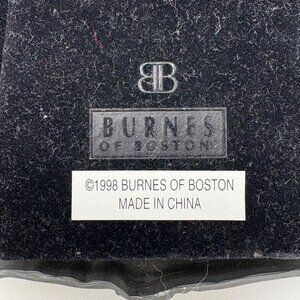 BB
BURNES
OF BOSTON
©1998 BURNES OF BOSTON
MADE IN CHINA